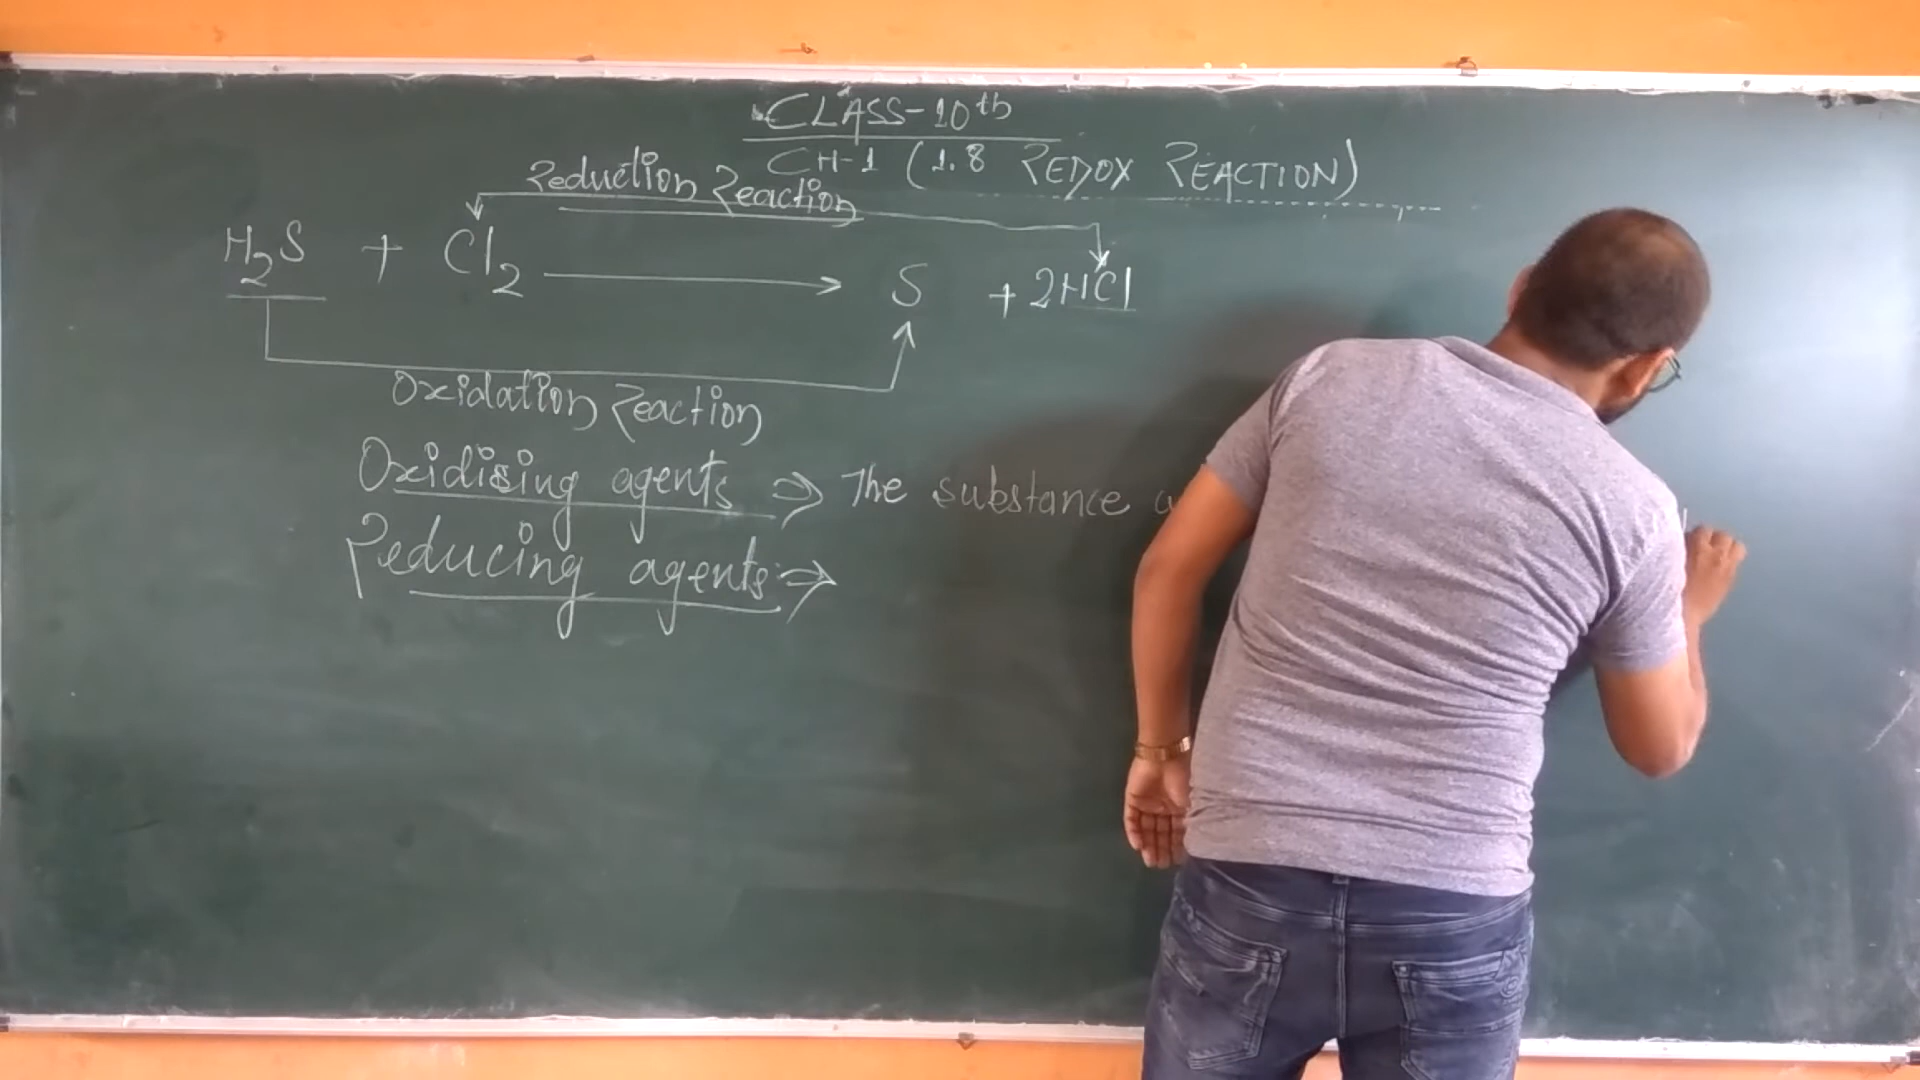 CLASS-10th
CH-1 (1.8 REDOX REACTION)
Reduction Reaction
H2S + Cl2 ⟶ S + 2HCl
Oxidation Reaction
Oxidising agents ⇒ The substance
Reducing agents ⇒